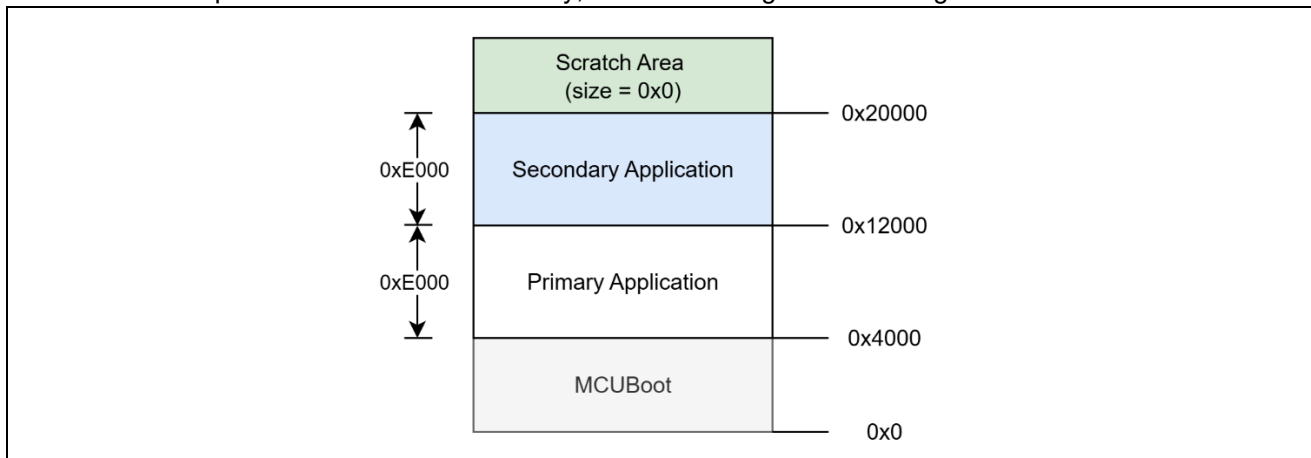 Scratch Area
(size = 0x0)
0x20000
0xE000
Secondary Application
0x12000
0xE000
Primary Application
0x4000
MCUBoot
0x0